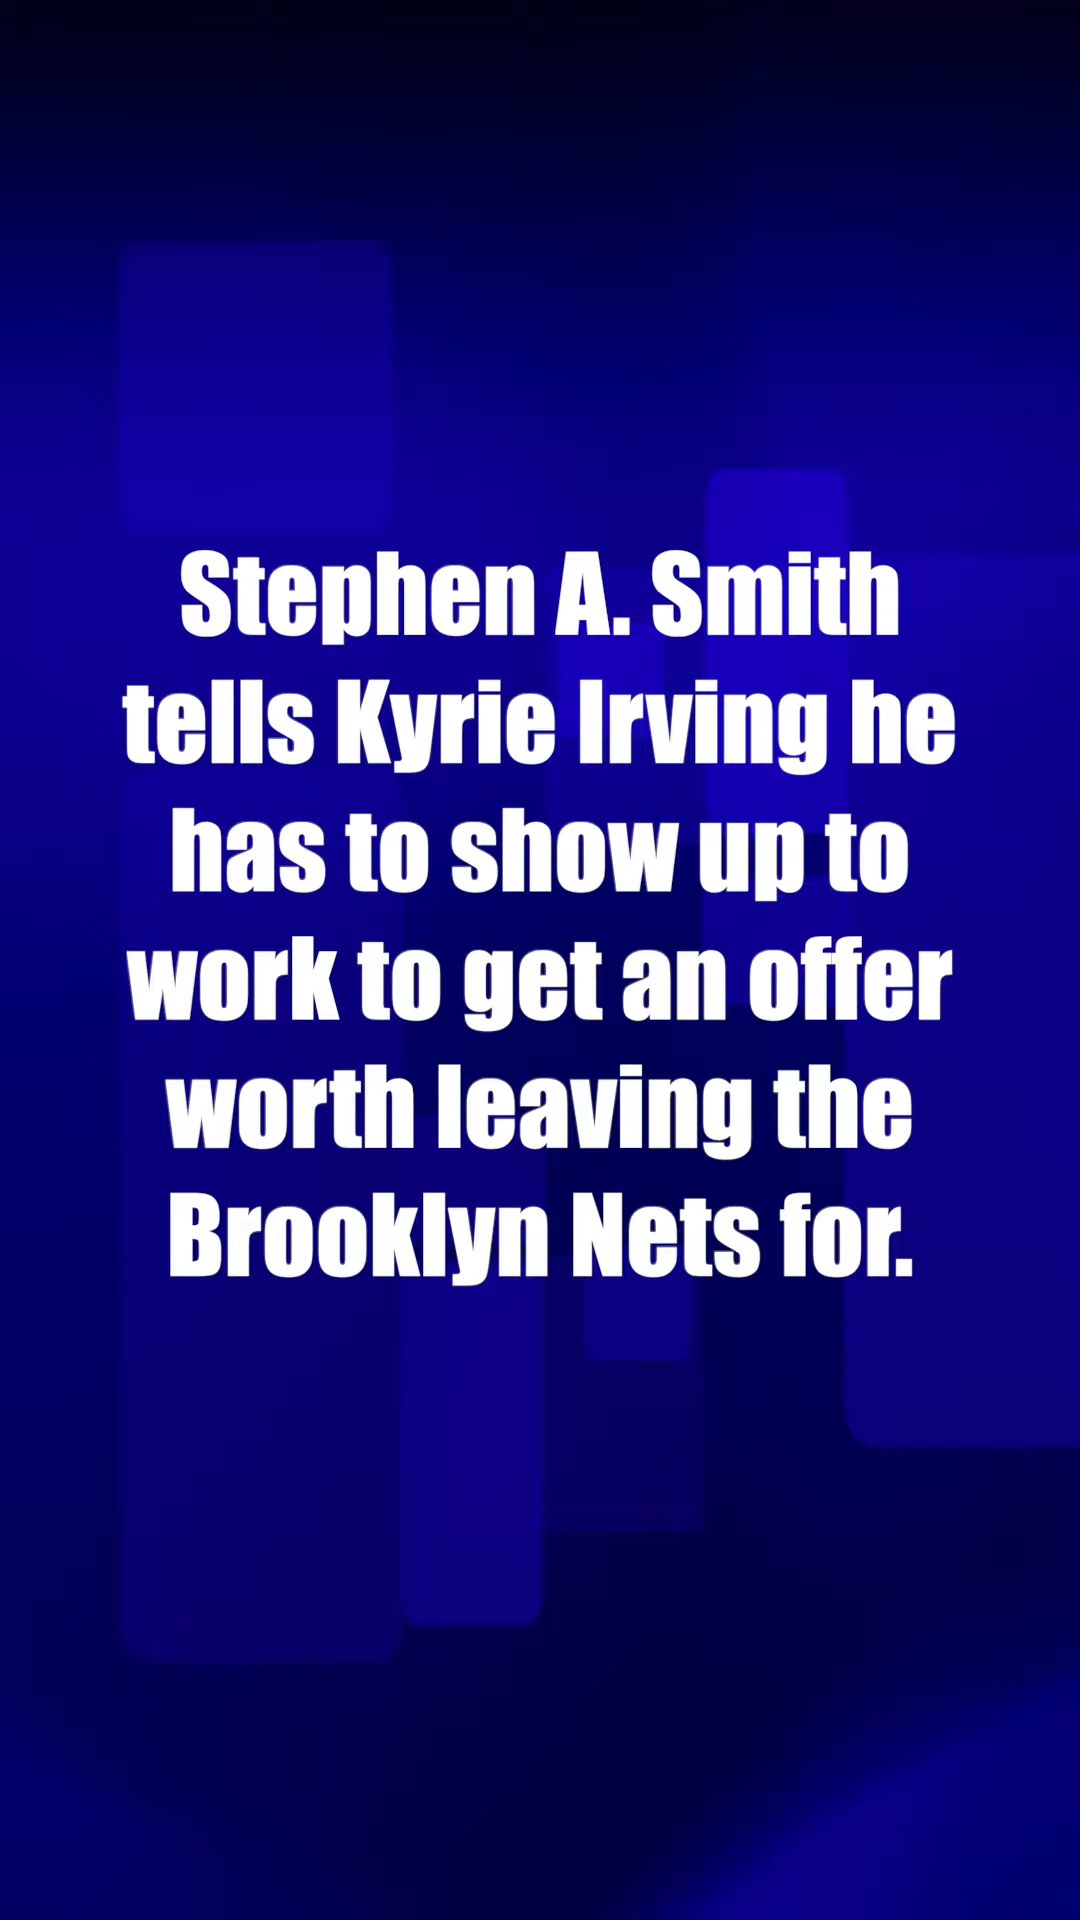 Stephen A. Smith
tells Kyrie Irving he
has to show up to
work to get an offer
worth leaving the
Brooklyn Nets for.